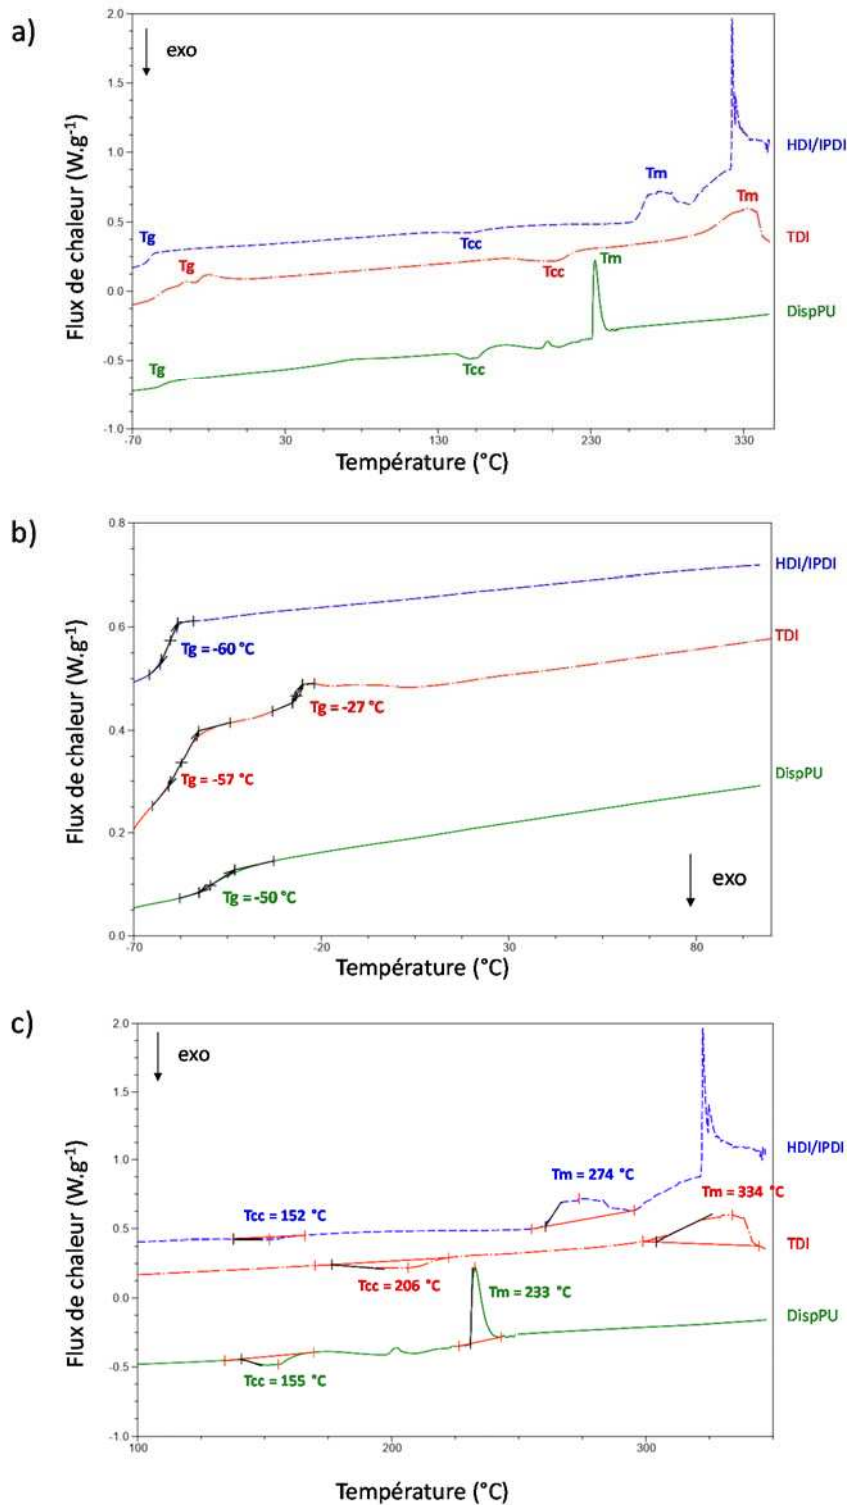 a)
exo
2.0
1.5
1.0
0.5
0.0
-0.5
-1.0
Flux de chaleur (W.g⁻¹)
HDI/IPDI
Tm
Tm
Tg
Tcc
TDI
Tg
Tcc
Tm
DispPU
Tg
Tcc
-70
30
130
230
330
Température (°C)
b)
0.8
0.6
0.4
0.2
0.0
Flux de chaleur (W.g⁻¹)
HDI/IPDI
Tg = -60 °C
TDI
Tg = -27 °C
Tg = -57 °C
DispPU
Tg = -50 °C
exo
-70
-20
30
80
Température (°C)
c)
exo
2.0
1.5
1.0
0.5
0.0
-0.5
-1.0
Flux de chaleur (W.g⁻¹)
HDI/IPDI
Tm = 274 °C
Tm = 334 °C
Tcc = 152 °C
TDI
Tcc = 206 °C
Tm = 233 °C
DispPU
Tcc = 155 °C
100
200
300
Température (°C)